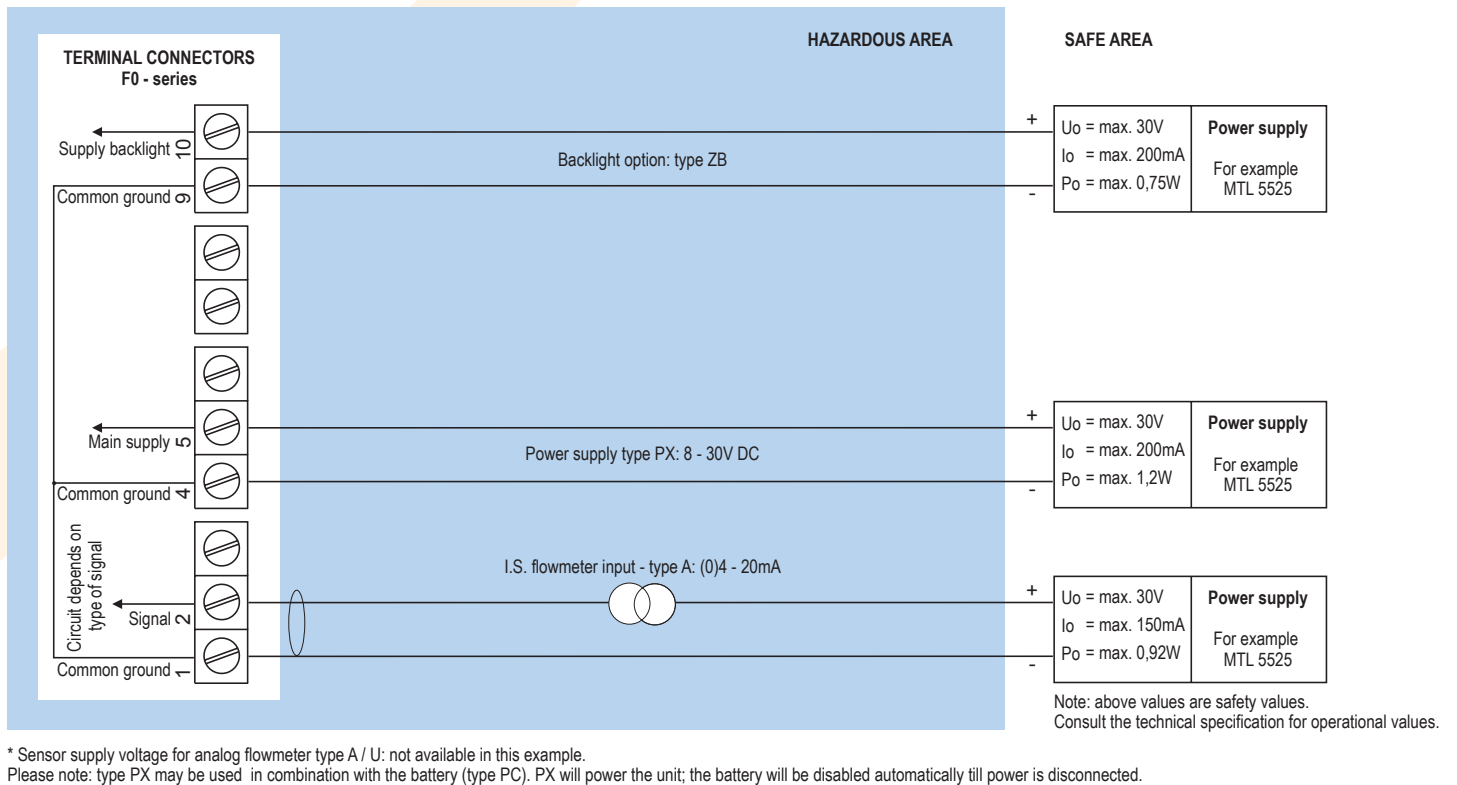 HAZARDOUS AREA
SAFE AREA
TERMINAL CONNECTORS
F0 - series
Supply backlight 10
Common ground 9
Backlight option: type ZB
+
-
Uo = max. 30V
Io = max. 200mA
Po = max. 0,75W
Power supply
For example
MTL 5525
Main supply 5
Common ground 4
Power supply type PX: 8 - 30V DC
+
-
Uo = max. 30V
Io = max. 200mA
Po = max. 1,2W
Power supply
For example
MTL 5525
Circuit depends on
type of signal
Signal 2
Common ground 1
I.S. flowmeter input - type A: (0)4 - 20mA
+
-
Uo = max. 30V
Io = max. 150mA
Po = max. 0,92W
Power supply
For example
MTL 5525
Note: above values are safety values.
Consult the technical specification for operational values.
* Sensor supply voltage for analog flowmeter type A / U: not available in this example.
Please note: type PX may be used in combination with the battery (type PC). PX will power the unit; the battery will be disabled automatically till power is disconnected.